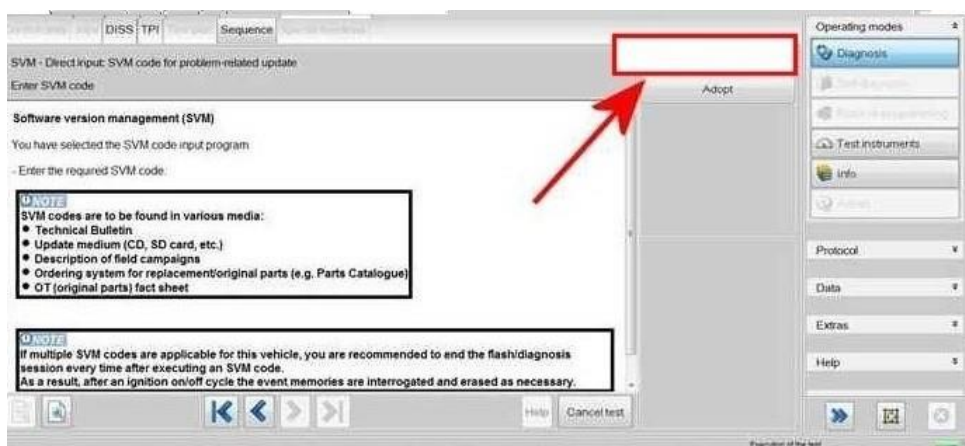 DISS
TPI
Sequence
SVM - Direct input: SVM code for problem-related update
Enter SVM code
Adopt
Software version management (SVM)
You have selected the SVM code input program
- Enter the required SVM code:
NOTE
SVM codes are to be found in various media:
• Technical Bulletin
• Update medium (CD, SD card, etc.)
• Description of field campaigns
• Ordering system for replacement/original parts (e.g. Parts Catalogue)
• OT (original parts) fact sheet
NOTE
If multiple SVM codes are applicable for this vehicle, you are recommended to end the flash/diagnosis
session every time after executing an SVM code.
As a result, after an ignition on/off cycle the event memories are interrogated and erased as necessary.
Help
Cancel test
Operating modes
Diagnosis
Test instruments
Info
Protocol
Data
Extras
Help
Execution of the test